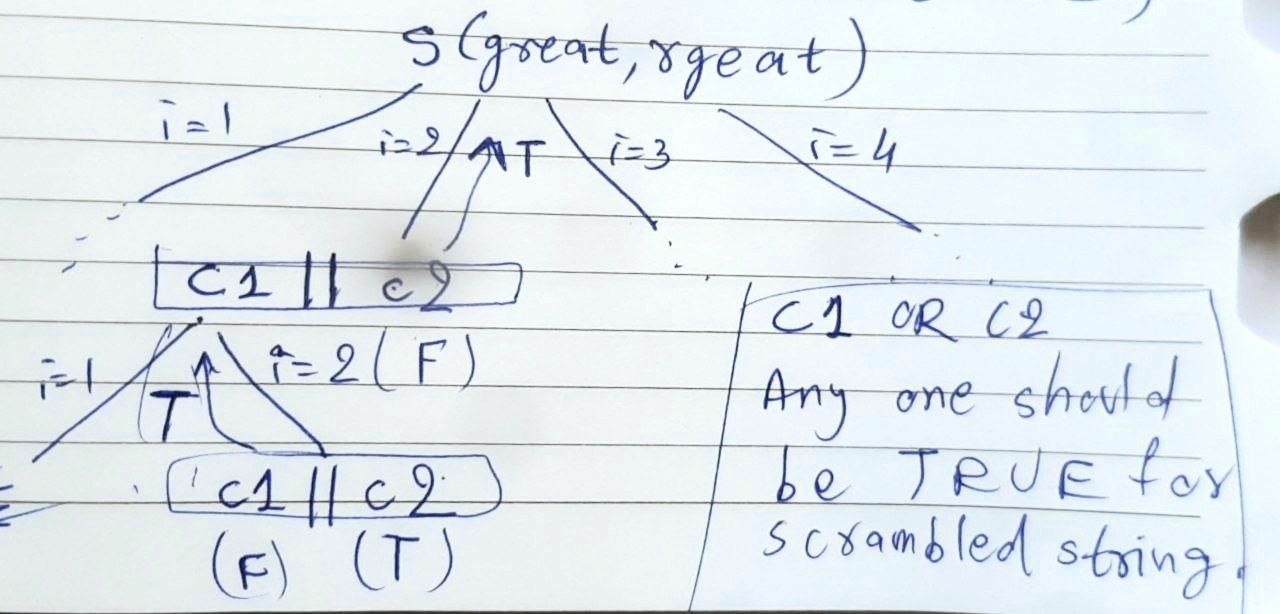 S(great, rgeat)
i=1
i=2
T
i=3
i=4
C1 || C2
i=1
T
i=2 (F)
C1 || C2
(F) (T)
C1 OR C2
Any one should
be TRUE for
scrambled string.